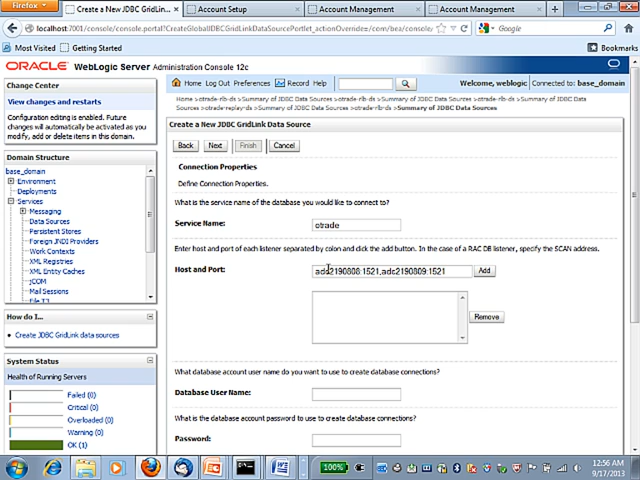 Firefox
Create a New JDBC GridLink Data Sour...
Account Setup
Account Management
Account Management
localhost:7001/console/console.portal?CreateGlobalJDBCGridLinkDataSourcePortlet_actionOverride=/com/bea/console/
Google
Most Visited
Getting Started
Bookmarks
ORACLE WebLogic Server Administration Console 12c
Change Center
View changes and restarts
Configuration editing is enabled. Future
changes will automatically be activated as you
modify, add or delete items in this domain.
Domain Structure
base_domain
Environment
Deployments
Services
Messaging
Data Sources
Persistent Stores
Foreign JNDI Providers
Work Contexts
XML Registries
XML Entity Caches
jCOM
Mail Sessions
File T3
How do I...
Create JDBC GridLink data sources
System Status
Health of Running Servers
Failed (0)
Critical (0)
Overloaded (0)
Warning (0)
OK (1)
Home Log Out Preferences Record Help
Welcome, weblogic
Connected to: base_domain
Home >otrade-rlb-ds >Summary of JDBC Data Sources >otrade-rlb-ds >Summary of JDBC Data Sources >otrade-rlb-ds >Summary of JDBC Data
Sources >otrade-replay-ds >otrade-rlb-ds >Summary of JDBC Data Sources
Create a New JDBC GridLink Data Source
Back Next Finish Cancel
Connection Properties
Define Connection Properties.
What is the service name of the database you would like to connect to?
Service Name:
otrade
Enter host and port of each listener separated by colon and click the add button. In the case of a RAC DB listener, specify the SCAN address.
Host and Port:
adc2190808:1521,adc2190809:1521
Add
Remove
What database account user name do you want to use to create database connections?
Database User Name:
What is the database account password to use to create database connections?
Password:
100%
12:56 AM
9/17/2013